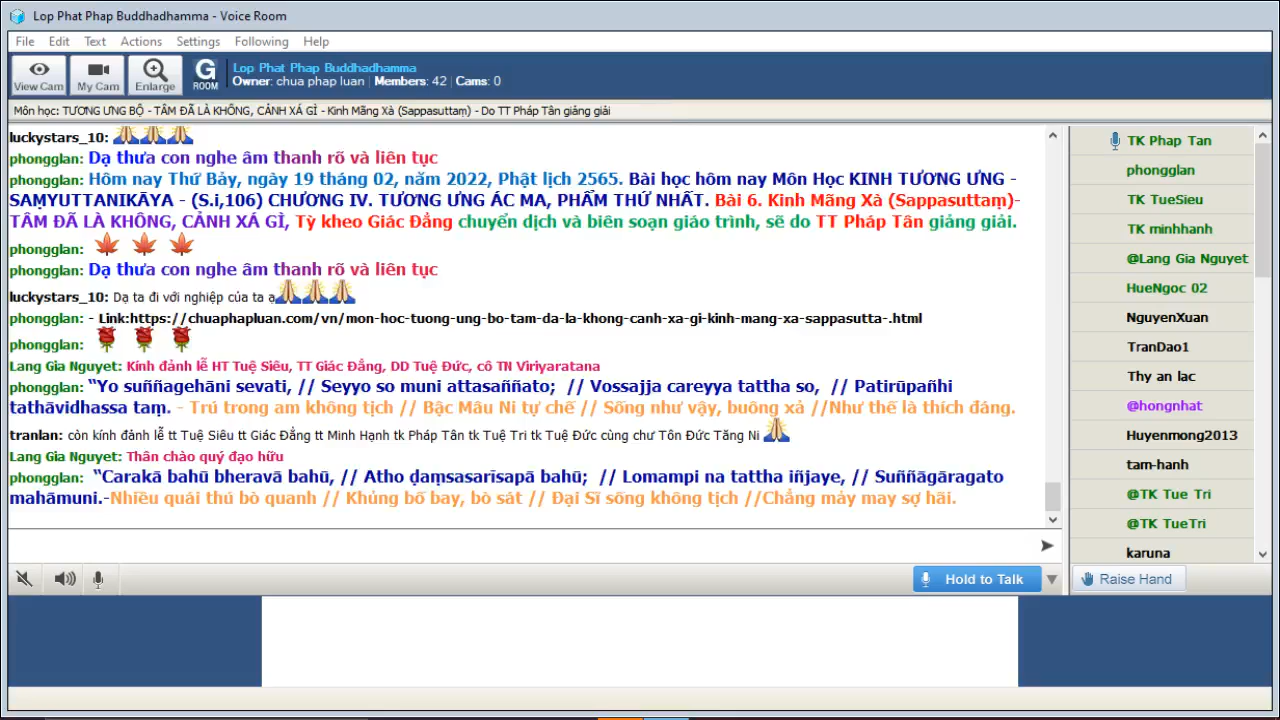 Lop Phat Phap Buddhadhamma - Voice Room
File Edit Text Actions Settings Following Help
View Cam My Cam Enlarge G ROOM
Lop Phat Phap Buddhadhamma
Owner: chua phap luan | Members: 42 | Cams: 0
Môn học: TƯƠNG ƯNG BỘ - TÂM ĐÃ LÀ KHÔNG, CẢNH XÁ GÌ - Kinh Mãng Xà (Sappasuttaṃ) - Do TT Pháp Tân giảng giải
luckystars_10:
phongglan: Dạ thưa con nghe âm thanh rõ và liên tục
phongglan: Hôm nay Thứ Bảy, ngày 19 tháng 02, năm 2022, Phật lịch 2565. Bài học hôm nay Môn Học KINH TƯƠNG ƯNG -
SAṂYUTTANIKĀYA - (S.i,106) CHƯƠNG IV. TƯƠNG ƯNG ÁC MA, PHẨM THỨ NHẤT. Bài 6. Kinh Mãng Xà (Sappasuttaṃ)-
TÂM ĐÃ LÀ KHÔNG, CẢNH XÁ GÌ, Tỳ kheo Giác Đẳng chuyển dịch và biên soạn giáo trình, sẽ do TT Pháp Tân giảng giải.
phongglan:
phongglan: Dạ thưa con nghe âm thanh rõ và liên tục
luckystars_10: Dạ ta đi với nghiệp của ta ạ
phongglan: - Link:https://chuaphapluan.com/vn/mon-hoc-tuong-ung-bo-tam-da-la-khong-canh-xa-gi-kinh-mang-xa-sappasutta-.html
phongglan:
Lang Gia Nguyet: Kính đảnh lễ HT Tuệ Siêu, TT Giác Đẳng, DD Tuệ Đức, cô TN Viriyaratana
phongglan: “Yo suññagehāni sevati, // Seyyo so muni attasaññato; // Vossajja careyya tattha so, // Patirūpañhi
tathāvidhassa taṃ. - Trú trong am không tịch // Bậc Mâu Ni tự chế // Sống như vậy, buông xả //Như thế là thích đáng.
tranlan: còn kính đảnh lễ tt Tuệ Siêu tt Giác Đẳng tt Minh Hạnh tk Pháp Tân tk Tuệ Tri tk Tuệ Đức cùng chư Tôn Đức Tăng Ni
Lang Gia Nguyet: Thân chào quý đạo hữu
phongglan: “Carakā bahū bheravā bahū, // Atho ḍaṃsasarīsapā bahū; // Lomampi na tattha iñjaye, // Suññāgāragato
mahāmuni.-Nhiều quái thú bò quanh // Khủng bố bay, bò sát // Đại Sĩ sống không tịch //Chẳng mảy may sợ hãi.
Hold to Talk
TK Phap Tan
phongglan
TK TueSieu
TK minhhanh
@Lang Gia Nguyet
HueNgoc 02
NguyenXuan
TranDao1
Thy an lac
@hongnhat
Huyenmong2013
tam-hanh
@TK Tue Tri
@TK TueTri
karuna
Raise Hand